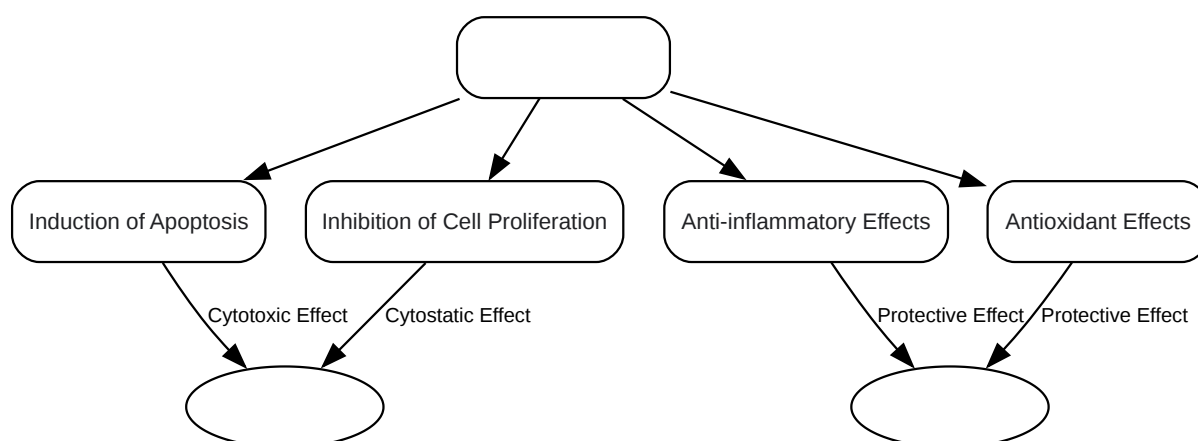 Induction of Apoptosis
Inhibition of Cell Proliferation
Anti-inflammatory Effects
Antioxidant Effects
Cytotoxic Effect
Cytostatic Effect
Protective Effect
Protective Effect